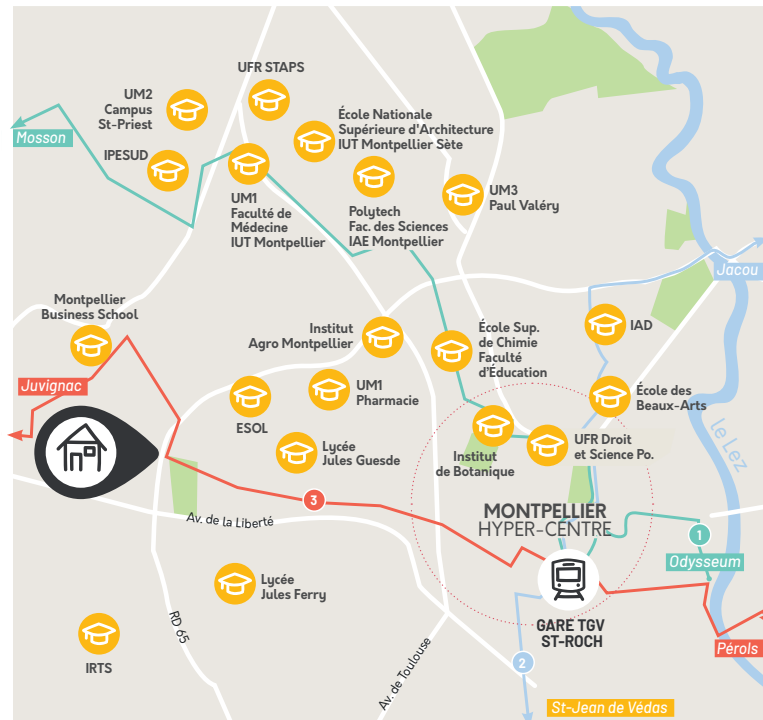 UFR STAPS
UM2
Campus
St-Priest
École Nationale
Supérieure d'Architecture
IUT Montpellier Sète
Mosson
IPESUD
UM1
Faculté de
Médecine
IUT Montpellier
Polytech
Fac. des Sciences
IAE Montpellier
UM3
Paul Valéry
Jacou
Montpellier
Business School
Institut
Agro Montpellier
École Sup.
de Chimie
Faculté
d'Éducation
IAD
Juvignac
UM1
Pharmacie
École des
Beaux-Arts
ESOL
Lycée
Jules Guesde
Institut
de Botanique
UFR Droit
et Science Po.
le Lez
3
Av. de la Liberté
MONTPELLIER
HYPER-CENTRE
1
Odysseum
Lycée
Jules Ferry
GARE TGV
ST-ROCH
RD 65
IRTS
Av. de Toulouse
2
Pérols
St-Jean de Védas